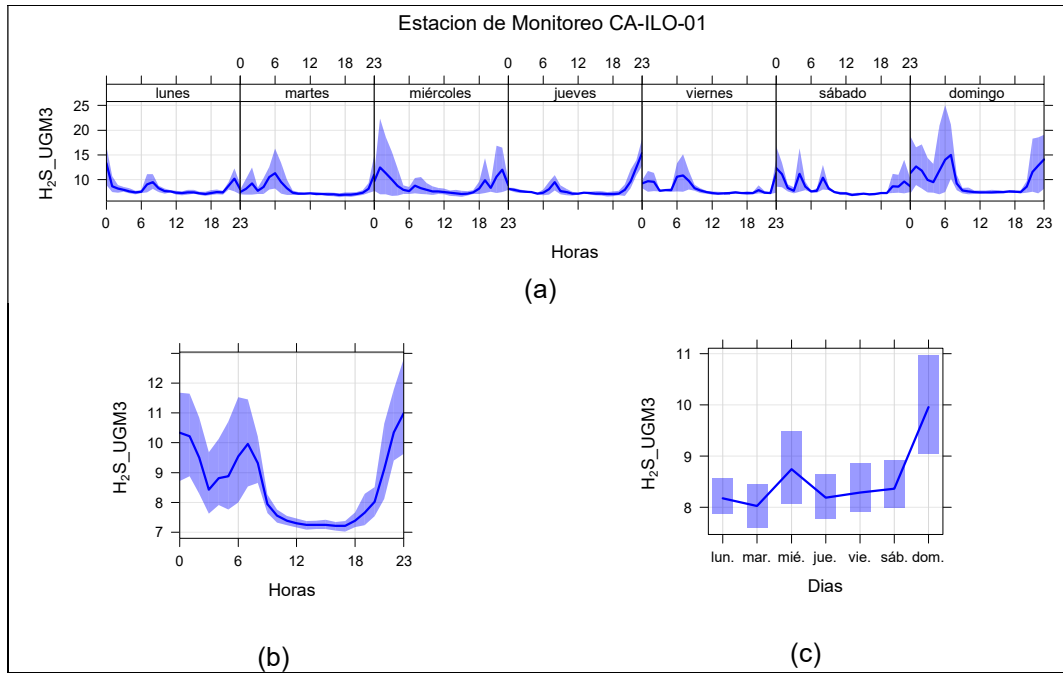 Estacion de Monitoreo CA-ILO-01
0 6 12 18 23 0 6 12 18 23 0 6 12 18 23
lunes martes miércoles jueves viernes sábado domingo
H2S_UGM3
25
20
15
10
0 6 12 18 23 0 6 12 18 23 0 6 12 18 23 0 6 12 18 23
Horas
(a)
H2S_UGM3
12
11
10
9
8
7
0 6 12 18 23
Horas
(b)
H2S_UGM3
11
10
9
8
lun. mar. mié. jue. vie. sáb. dom.
Dias
(c)